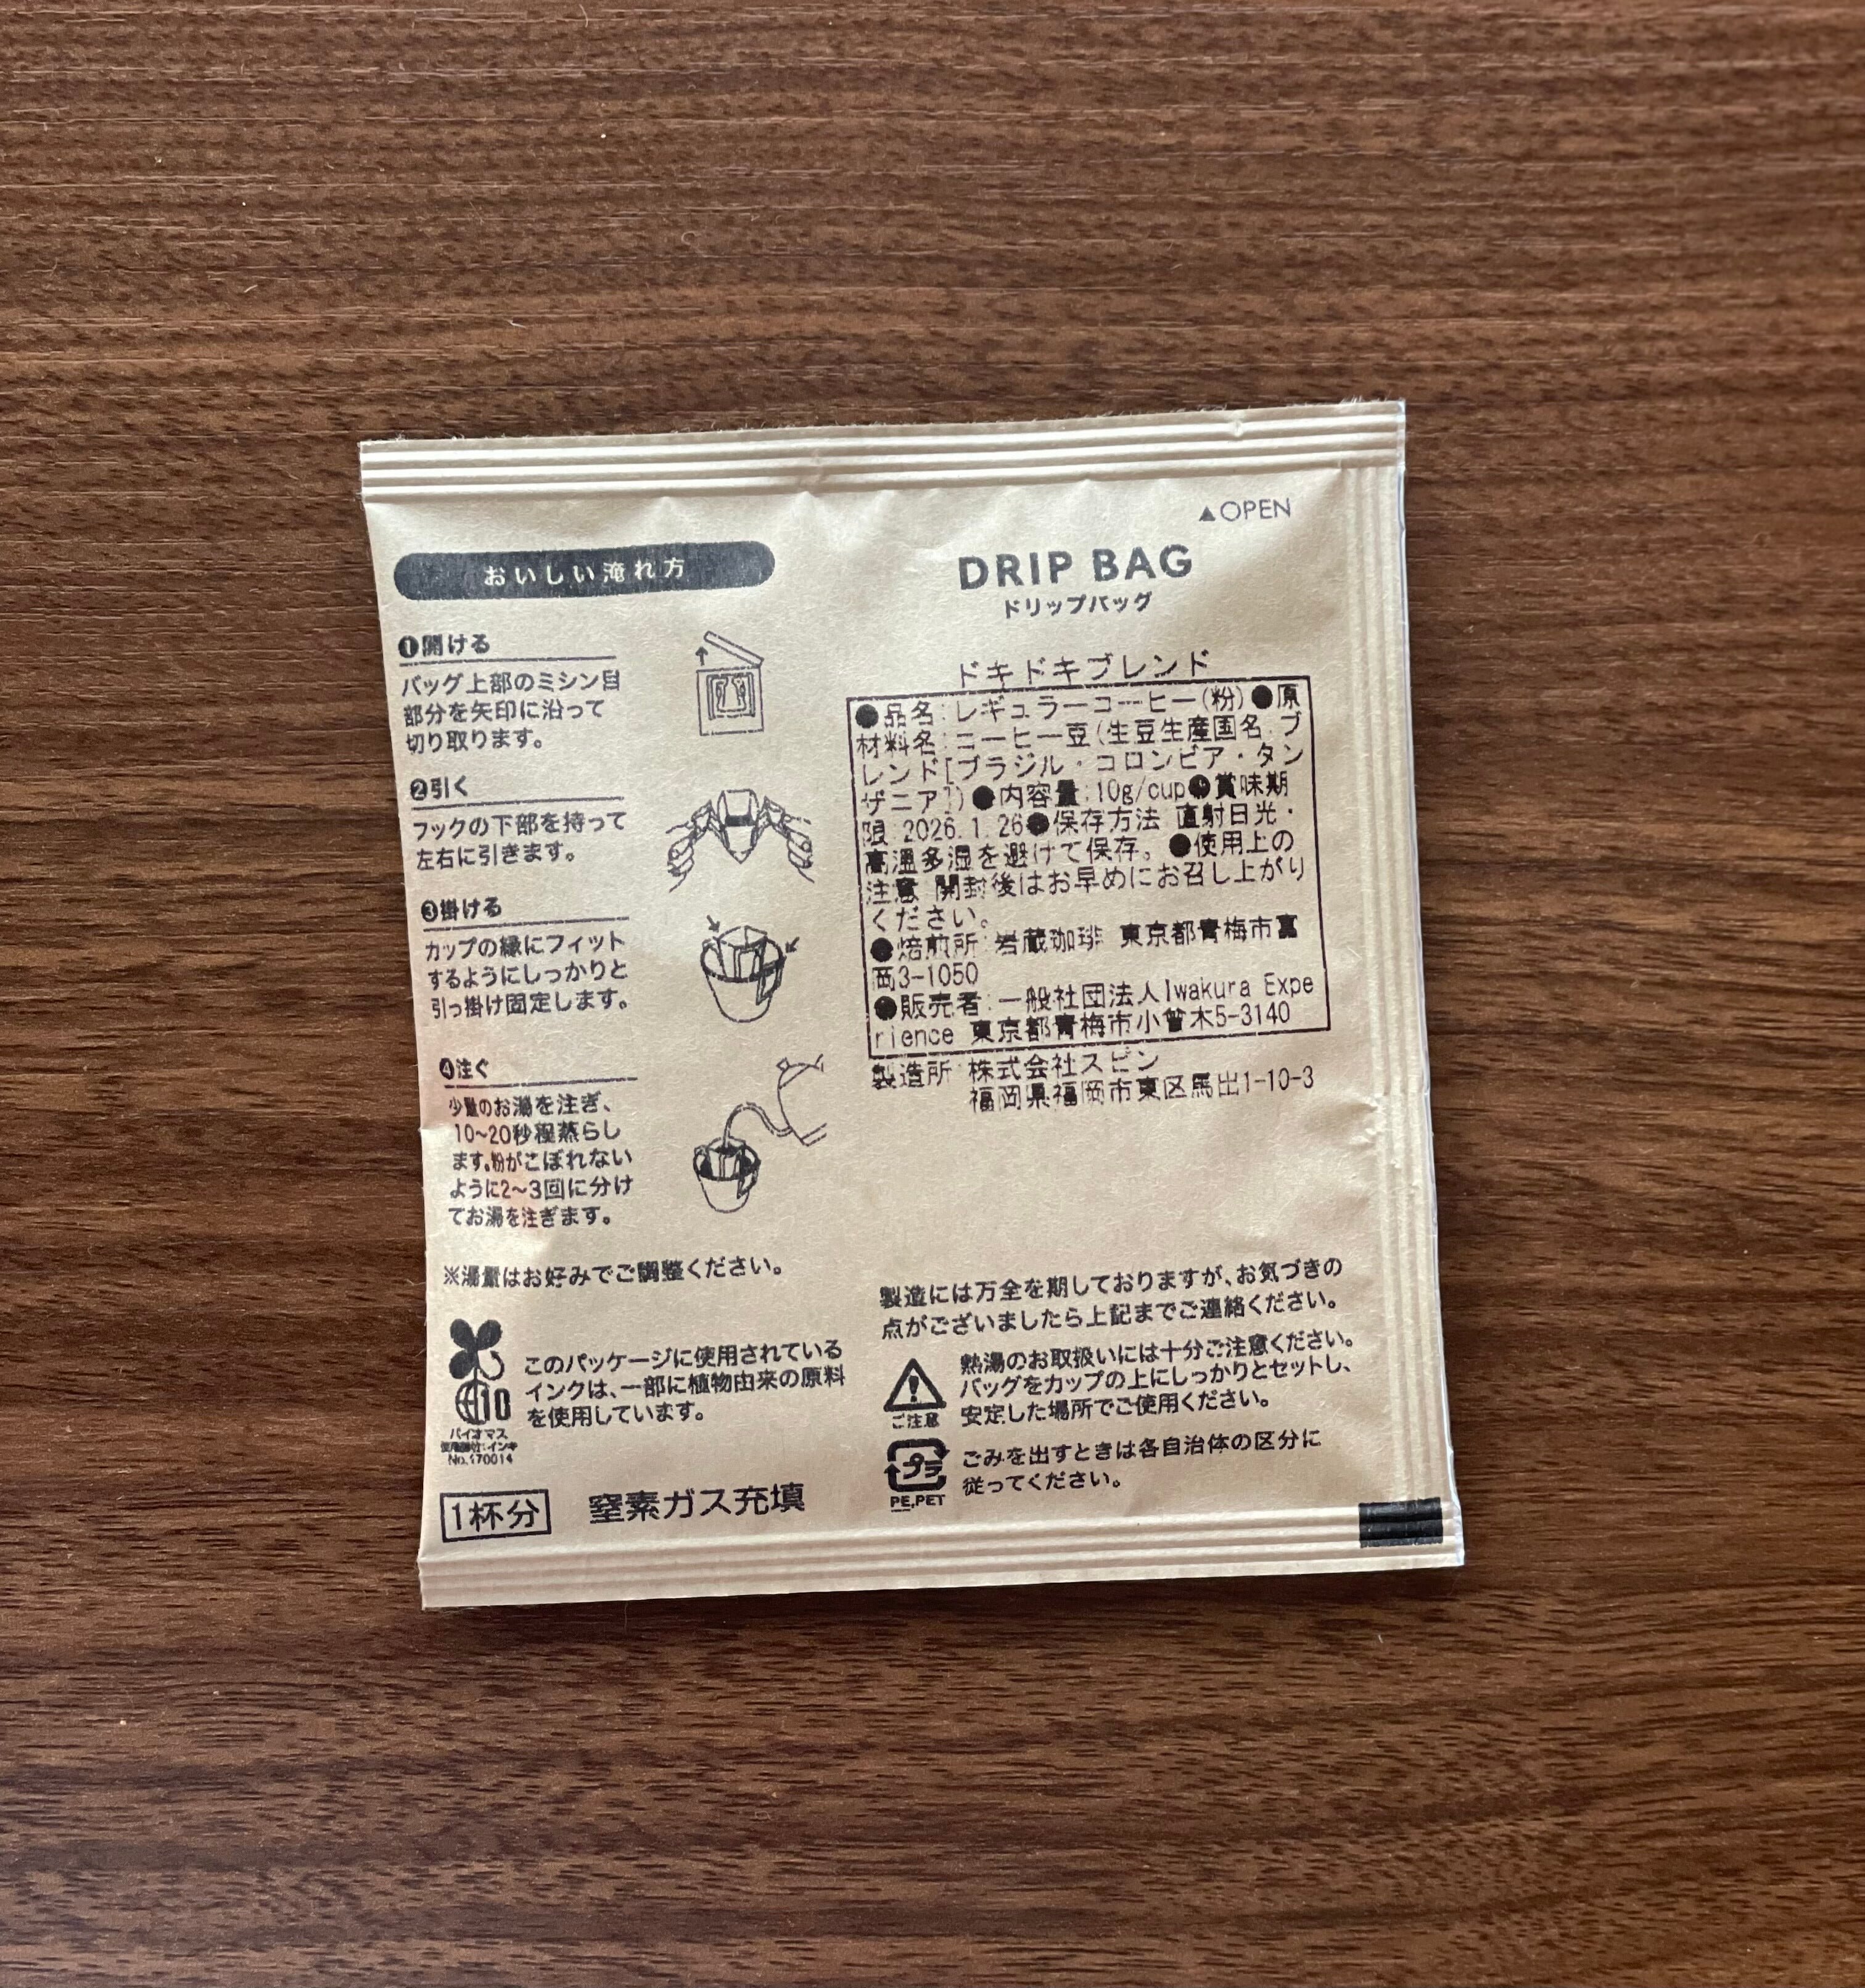 ▲OPEN
おいしい淹れ方
❶開ける
バッグ上部のミシン目
部分を矢印に沿って
切り取ります。
❷引く
フックの下部を持って
左右に引きます。
❸掛ける
カップの縁にフィット
するようにしっかりと
引っ掛け固定します。
❹注ぐ
少量のお湯を注ぎ、
10~20秒程蒸らし
ます。粉がこぼれない
ように2~3回に分け
てお湯を注ぎます。
※湯量はお好みでご調整ください。
このパッケージに使用されている
インクは、一部に植物由来の原料
を使用しています。
バイオマス
使用部分:インキ
No.170014
1杯分
窒素ガス充填
DRIP BAG
ドリップバッグ
ドキドキブレンド
●品名:レギュラーコーヒー(粉)●原
材料名:コーヒー豆(生豆生産国名:ブ
レンド[ブラジル・コロンビア・タン
ザニア])●内容量:10g/cup●賞味期
限 2026.1.26●保存方法 直射日光・
高温多湿を避けて保存。●使用上の
注意 開封後はお早めにお召し上がり
ください。
●焙煎所:岩蔵珈琲 東京都青梅市富
岡3-1050
●販売者:一般社団法人Iwakura Expe
rience 東京都青梅市小曾木5-3140
製造所 株式会社スピン
福岡県福岡市東区馬出1-10-3
製造には万全を期しておりますが、お気づきの
点がございましたら上記までご連絡ください。
ご注意
熱湯のお取扱いには十分ご注意ください。
バッグをカップの上にしっかりとセットし、
安定した場所でご使用ください。
プラ
PE,PET
ごみを出すときは各自治体の区分に
従ってください。